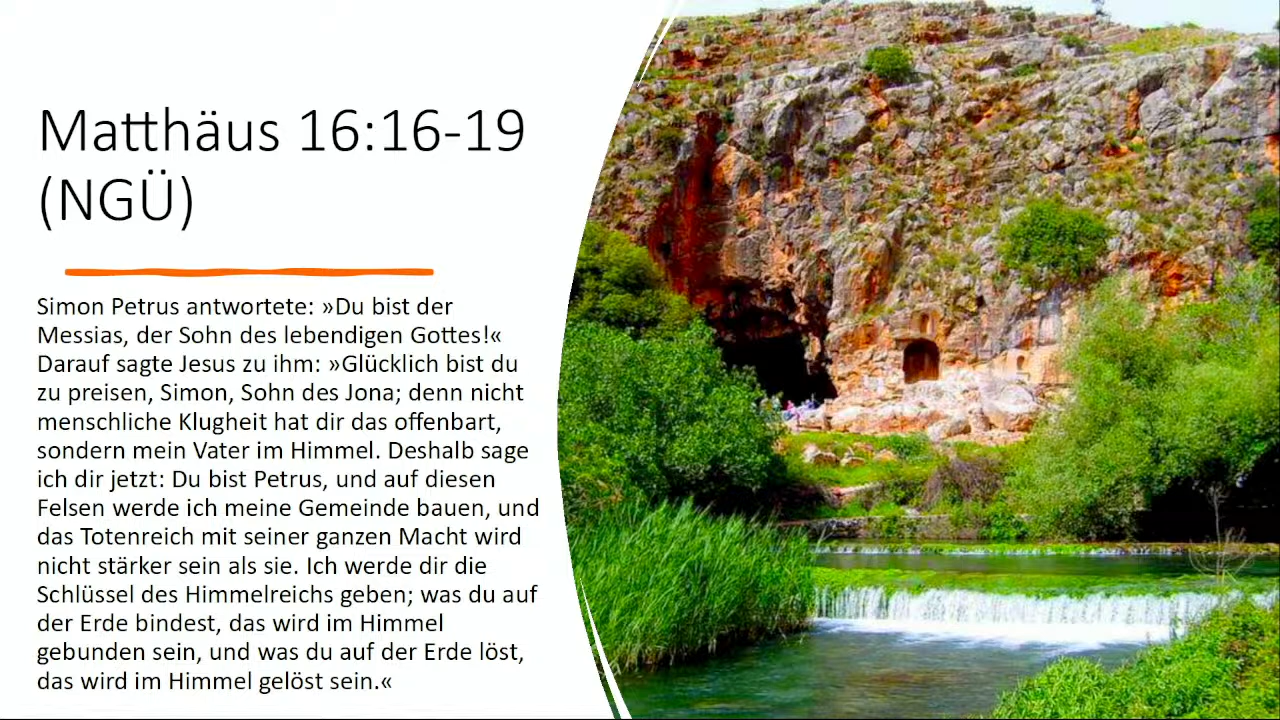 Matthäus 16:16-19
(NGÜ)
Simon Petrus antwortete: »Du bist der
Messias, der Sohn des lebendigen Gottes!«
Darauf sagte Jesus zu ihm: »Glücklich bist du
zu preisen, Simon, Sohn des Jona; denn nicht
menschliche Klugheit hat dir das offenbart,
sondern mein Vater im Himmel. Deshalb sage
ich dir jetzt: Du bist Petrus, und auf diesen
Felsen werde ich meine Gemeinde bauen, und
das Totenreich mit seiner ganzen Macht wird
nicht stärker sein als sie. Ich werde dir die
Schlüssel des Himmelreichs geben; was du auf
der Erde bindest, das wird im Himmel
gebunden sein, und was du auf der Erde löst,
das wird im Himmel gelöst sein.«